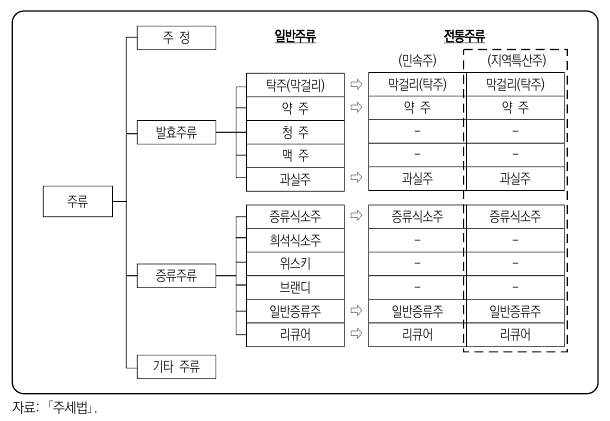 주 정
일반주류 전통주류
(민속주) (지역특산주)
탁주(막걸리) ⇨ 막걸리(탁주) 막걸리(탁주)
약 주 ⇨ 약 주 약 주
발효주류 청 주 - -
맥 주 - -
과실주 ⇨ 과실주 과실주
주류
증류식소주 ⇨ 증류식소주 증류식소주
희석식소주 - -
증류주류 위스키 - -
브랜디 - -
일반증류주 ⇨ 일반증류주 일반증류주
리큐어 ⇨ 리큐어 리큐어
기타 주류
자료: 「주세법」.